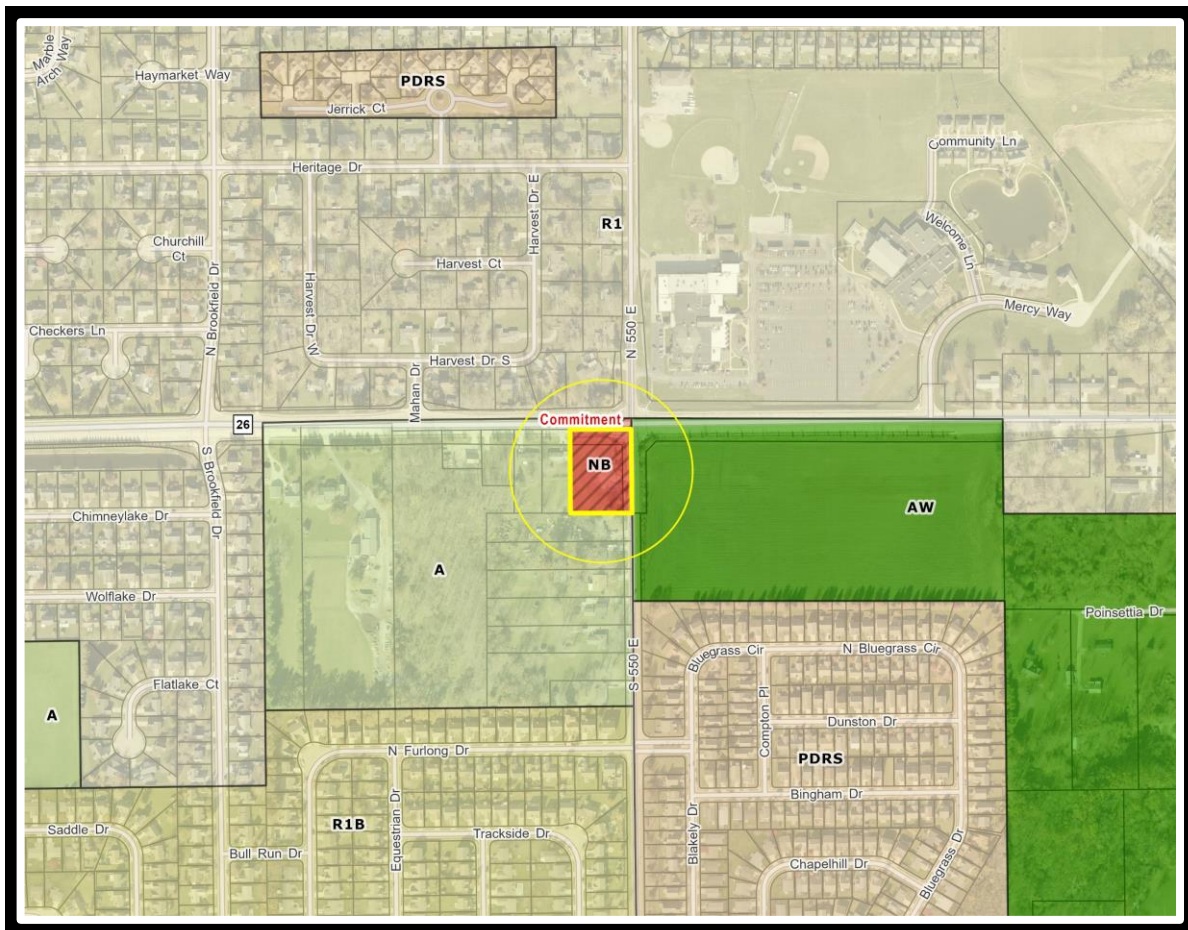 Marble
Arch Way
Haymarket Way
PDRS
Jerrick Ct
Community Ln
Heritage Dr
Harvest Dr E
R1
Welcome Ln
Churchill
Ct
Harvest Ct
N Brookfield Dr
Harvest Dr W
Mercy Way
Checkers Ln
N 550 E
Harvest Dr S
Mahan Dr
26
Commitment
NB
S Brookfield Dr
AW
Chimneylake Dr
A
Wolflake Dr
Poinsettia Dr
S 550 E
Bluegrass Cir
N Bluegrass Cir
Flatlake Ct
A
Compton Pl
Dunston Dr
N Furlong Dr
PDRS
Bingham Dr
Equestrian Dr
R1B
Blakely Dr
Saddle Dr
Trackside Dr
Bull Run Dr
Chapelhill Dr
Bluegrass Dr